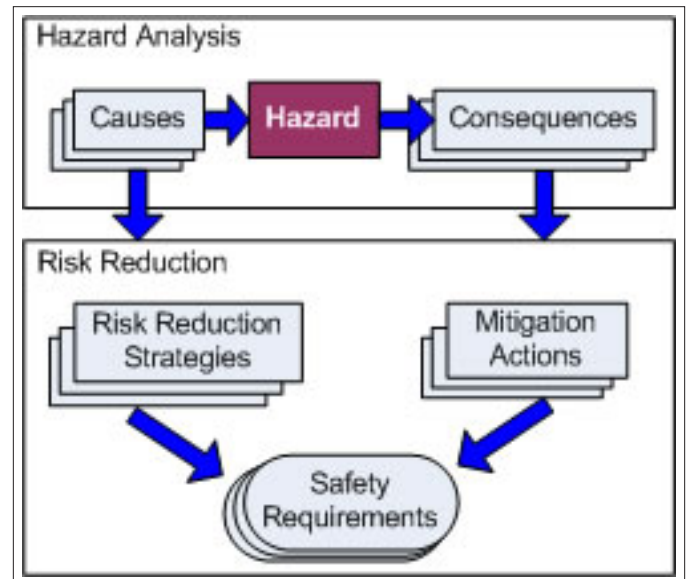 Hazard Analysis
Causes
Hazard
Consequences
Risk Reduction
Risk Reduction
Strategies
Mitigation
Actions
Safety
Requirements